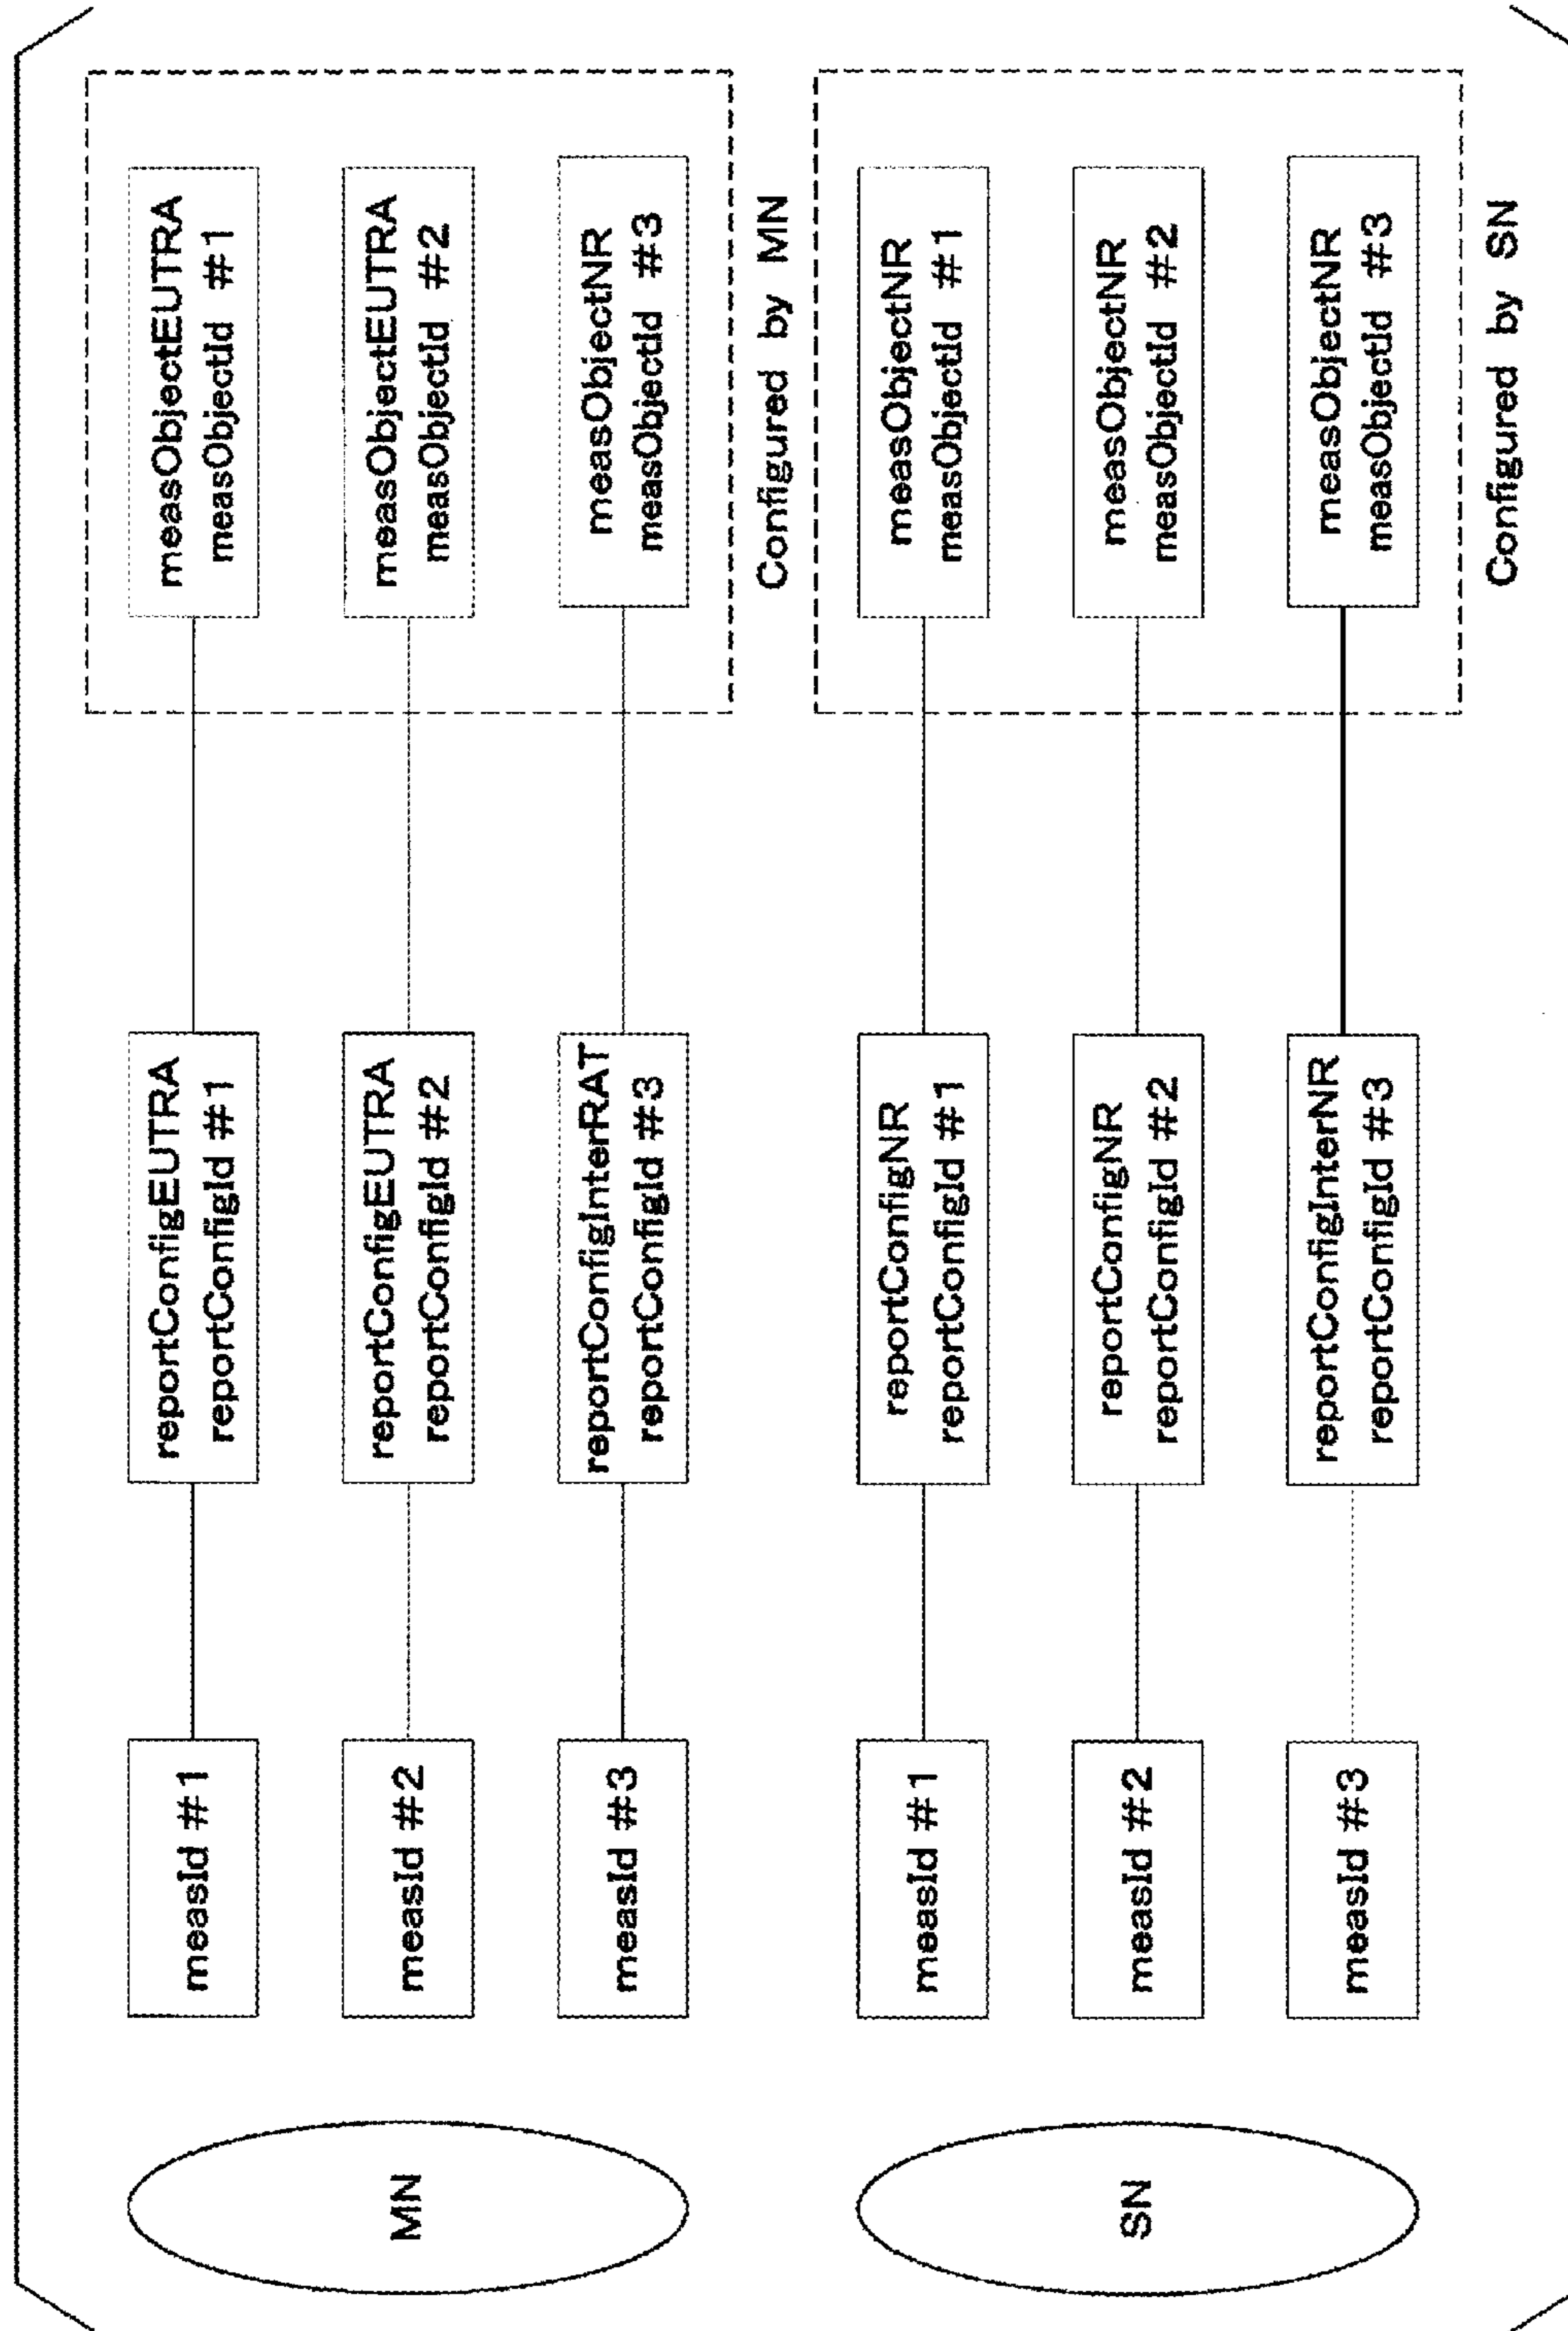 MN
measId #1
reportConfigEUTRA
reportConfigId #1
measObjectEUTRA
measObjectId #1
measId #2
reportConfigEUTRA
reportConfigId #2
measObjectEUTRA
measObjectId #2
measId #3
reportConfigInterRAT
reportConfigId #3
measObjectNR
measObjectId #3
Configured by MN
SN
measId #1
reportConfigNR
reportConfigId #1
measObjectNR
measObjectId #1
measId #2
reportConfigNR
reportConfigId #2
measObjectNR
measObjectId #2
measId #3
reportConfigInterNR
reportConfigId #3
measObjectNR
measObjectId #3
Configured by SN